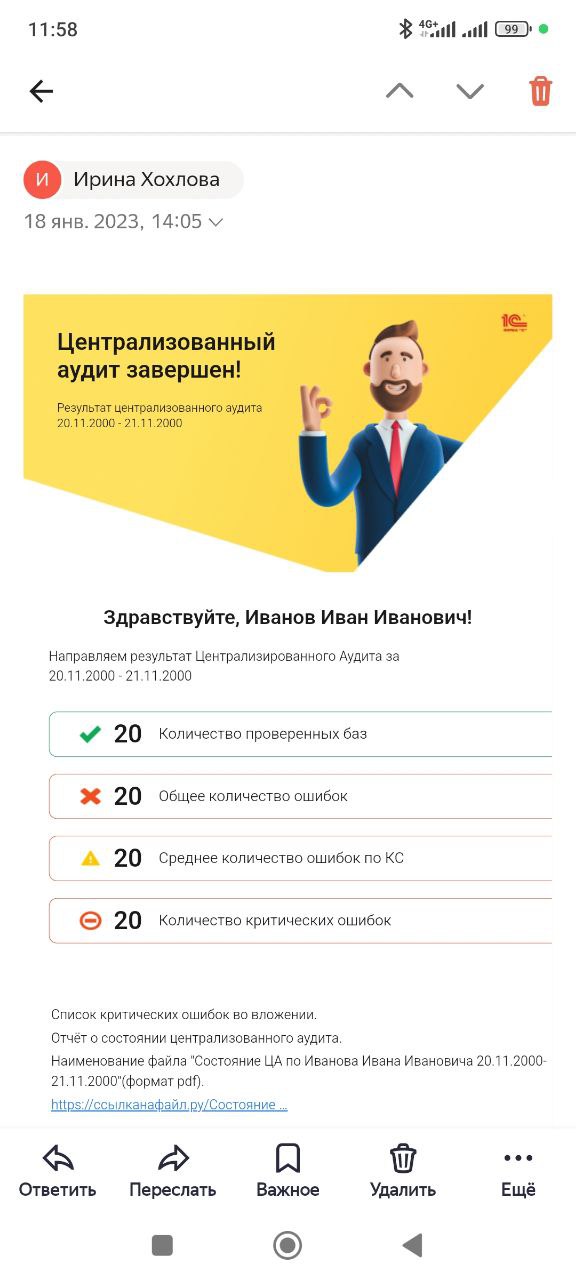 11:58
4G+
99
И
Ирина Хохлова
18 янв. 2023, 14:05
1С
Централизованный
аудит завершен!
Результат централизованного аудита
20.11.2000 - 21.11.2000
Здравствуйте, Иванов Иван Иванович!
Направляем результат Централизированного Аудита за
20.11.2000 - 21.11.2000
20 Количество проверенных баз
20 Общее количество ошибок
20 Среднее количество ошибок по КС
20 Количество критических ошибок
Список критических ошибок во вложении.
Отчёт о состоянии централизованного аудита.
Наименование файла "Состояние ЦА по Иванова Ивана Ивановича 20.11.2000-
21.11.2000"(формат pdf).
https://ссылканафайл.ру/Состояние ...
Ответить Переслать Важное Удалить Ещё